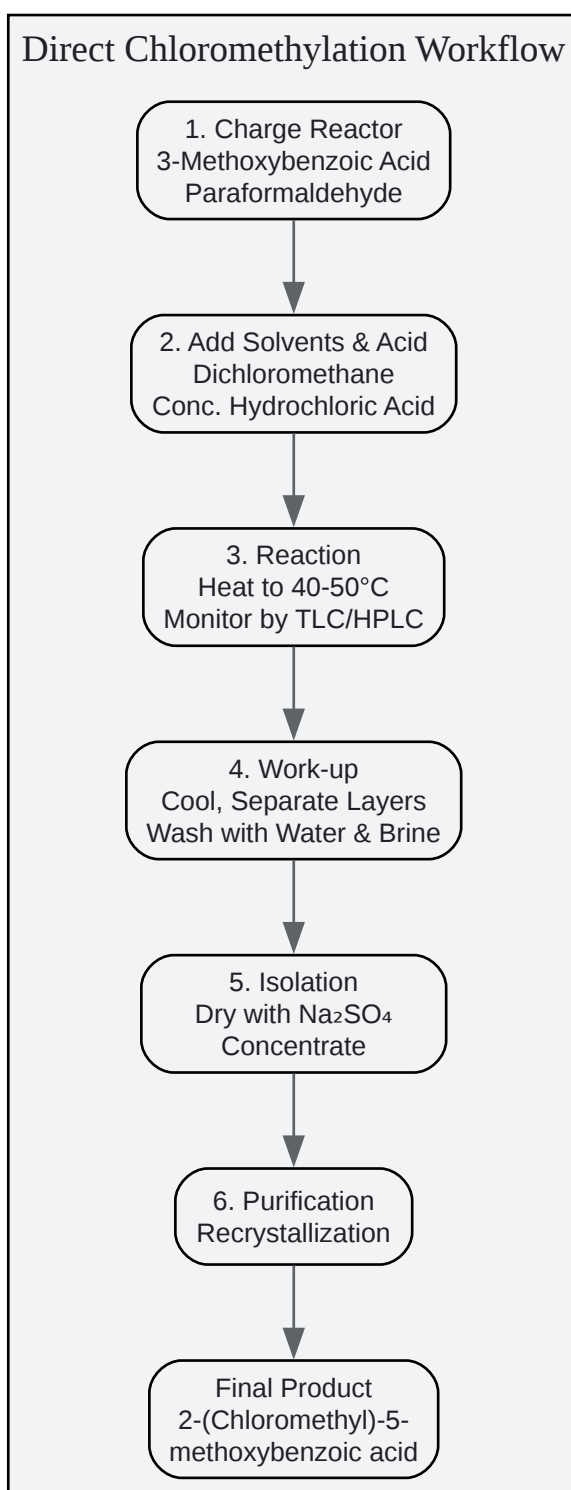 Direct Chloromethylation Workflow
1. Charge Reactor
3-Methoxybenzoic Acid
Paraformaldehyde
2. Add Solvents & Acid
Dichloromethane
Conc. Hydrochloric Acid
3. Reaction
Heat to 40-50°C
Monitor by TLC/HPLC
4. Work-up
Cool, Separate Layers
Wash with Water & Brine
5. Isolation
Dry with Na₂SO₄
Concentrate
6. Purification
Recrystallization
Final Product
2-(Chloromethyl)-5-
methoxybenzoic acid